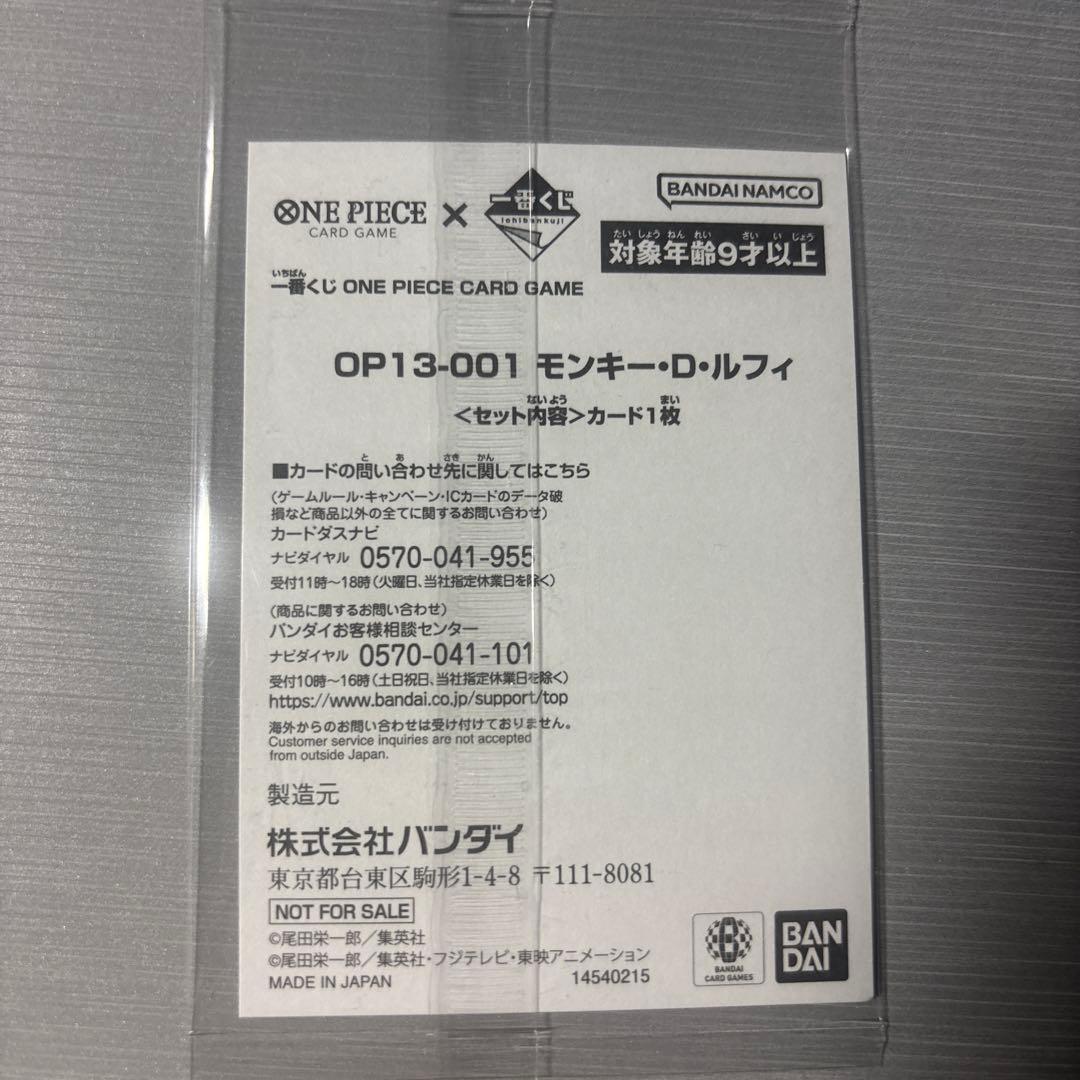 ONE PIECE
CARD GAME
×
一番くじ
ichibankuji
BANDAI NAMCO
たいしょうねんれい さいいじょう
対象年齢9才以上
いちばん
一番くじ ONE PIECE CARD GAME
OP13-001 モンキー・D・ルフィ
ないよう まい
<セット内容>カード1枚
と あ さき かん
■カードの問い合わせ先に関してはこちら
(ゲームルール・キャンペーン・ICカードのデータ破
損など商品以外の全てに関するお問い合わせ)
カードダスナビ
ナビダイヤル 0570-041-955
受付11時～18時(火曜日、当社指定休業日を除く)
(商品に関するお問い合わせ)
バンダイお客様相談センター
ナビダイヤル 0570-041-101
受付10時～16時(土日祝日、当社指定休業日を除く)
https://www.bandai.co.jp/support/top
海外からのお問い合わせは受け付けておりません。
Customer service inquiries are not accepted
from outside Japan.
製造元
株式会社バンダイ
東京都台東区駒形1-4-8 〒111-8081
NOT FOR SALE
©尾田栄一郎／集英社
©尾田栄一郎／集英社・フジテレビ・東映アニメーション
MADE IN JAPAN
14540215
BANDAI
CARD GAMES
BAN
DAI